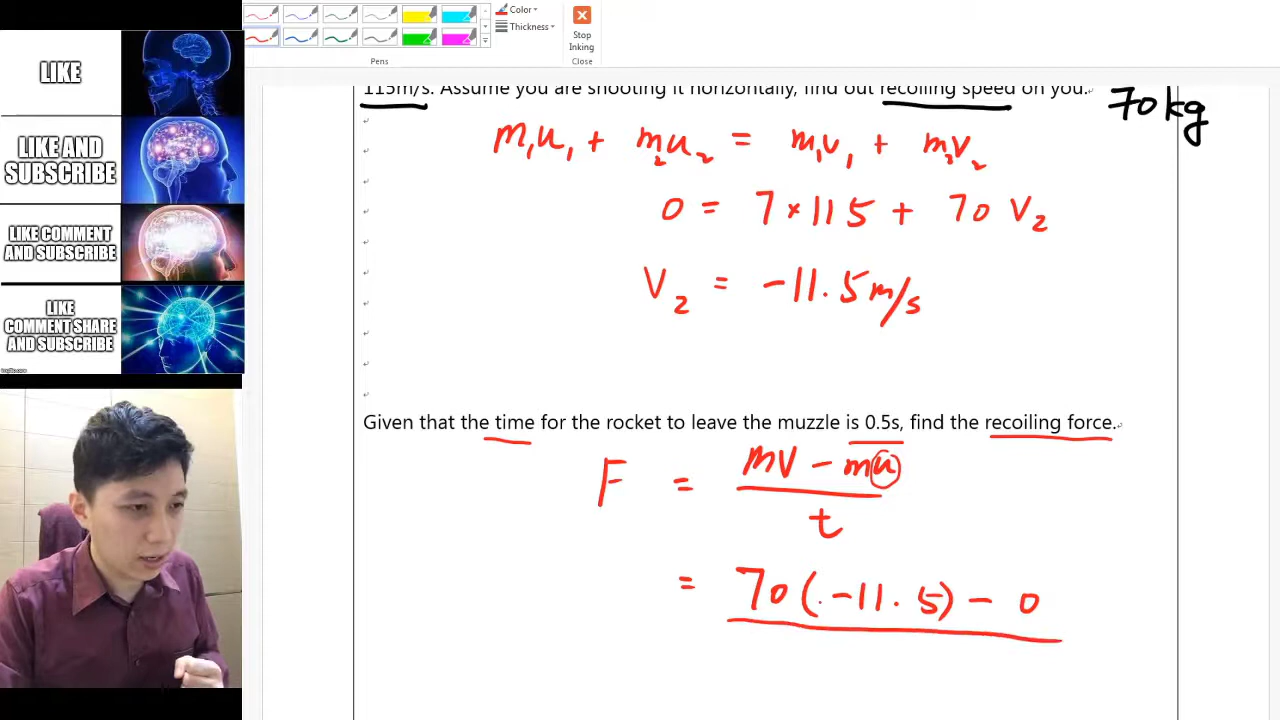 Color
Thickness
Stop
Inking
Pens
Close
LIKE
LIKE AND
SUBSCRIBE
LIKE COMMENT
AND SUBSCRIBE
LIKE
COMMENT SHARE
AND SUBSCRIBE
115m/s. Assume you are shooting it horizontally, find out recoiling speed on you.
70kg
m₁u₁ + m₂u₂ = m₁v₁ + m₂v₂
0 = 7×115 + 70 V₂
V₂ = -11.5m/s
Given that the time for the rocket to leave the muzzle is 0.5s, find the recoiling force.
F = mv - mu
t
= 70(-11.5) - 0